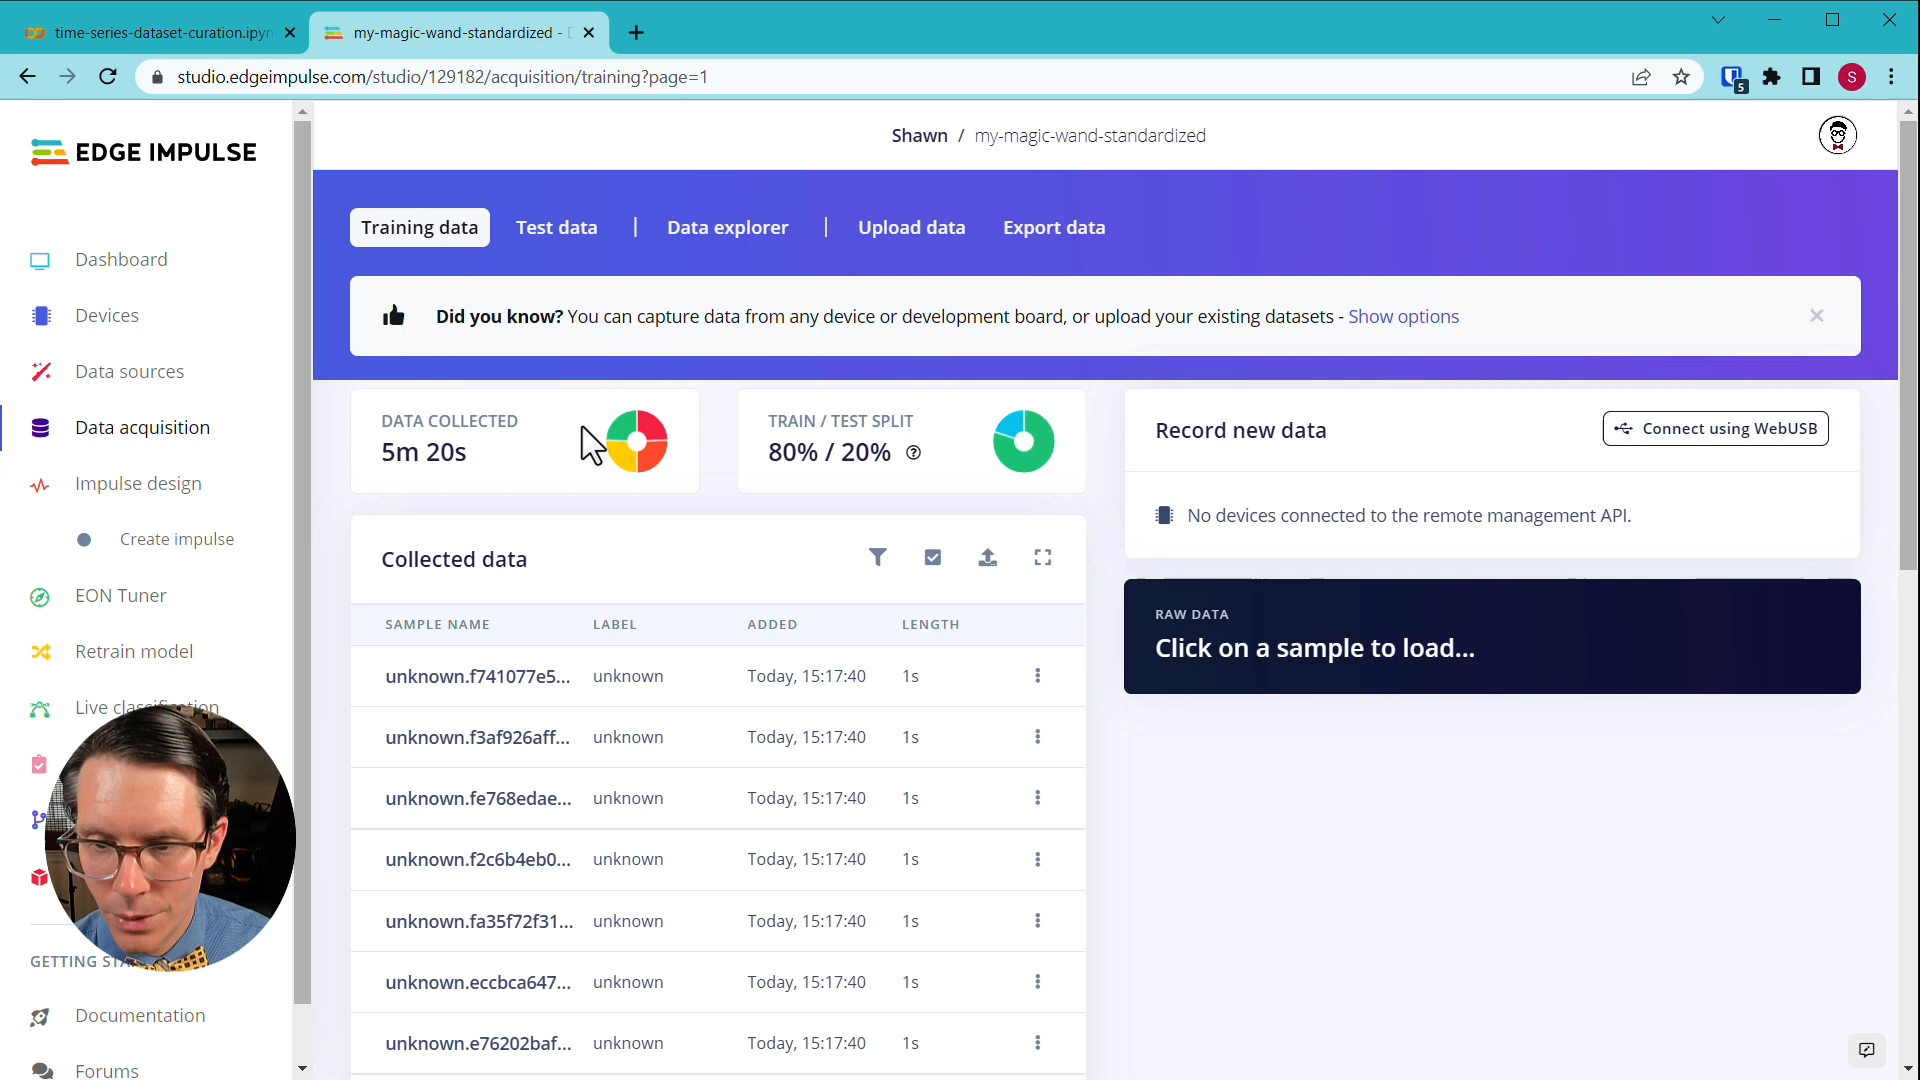 time-series-dataset-curation.ipyn
my-magic-wand-standardized -
studio.edgeimpulse.com/studio/129182/acquisition/training?page=1
5
S
EDGE IMPULSE
Dashboard
Devices
Data sources
Data acquisition
Impulse design
Create impulse
EON Tuner
Retrain model
Live classification
GETTING STA
Documentation
Forums
Shawn / my-magic-wand-standardized
Training data
Test data
|
Data explorer
|
Upload data
Export data
Did you know? You can capture data from any device or development board, or upload your existing datasets - Show options
DATA COLLECTED
5m 20s
TRAIN / TEST SPLIT
80% / 20%
Record new data
Connect using WebUSB
No devices connected to the remote management API.
RAW DATA
Click on a sample to load...
Collected data
SAMPLE NAME LABEL ADDED LENGTH
unknown.f741077e5... unknown Today, 15:17:40 1s
unknown.f3af926aff... unknown Today, 15:17:40 1s
unknown.fe768edae... unknown Today, 15:17:40 1s
unknown.f2c6b4eb0... unknown Today, 15:17:40 1s
unknown.fa35f72f31... unknown Today, 15:17:40 1s
unknown.eccbca647... unknown Today, 15:17:40 1s
unknown.e76202baf... unknown Today, 15:17:40 1s